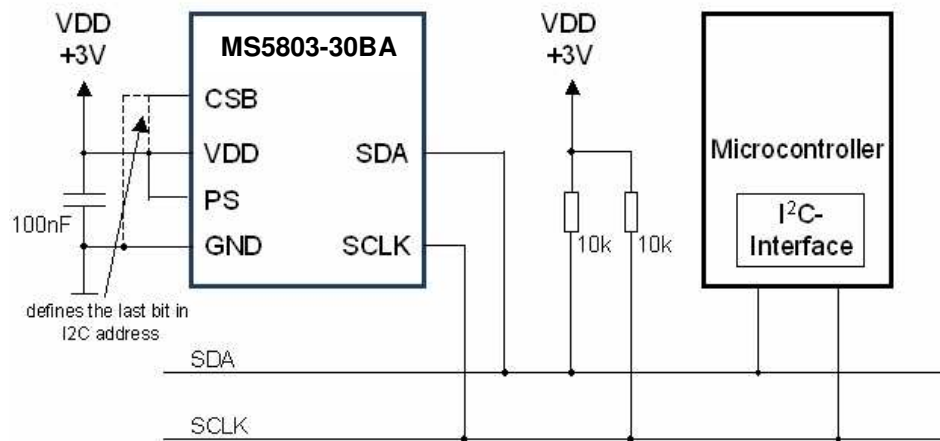 VDD
+3V
MS5803-30BA
CSB
VDD
PS
GND
SDA
SCLK
100nF
defines the last bit in
I2C address
VDD
+3V
10k
10k
Microcontroller
I²C-
Interface
SDA
SCLK